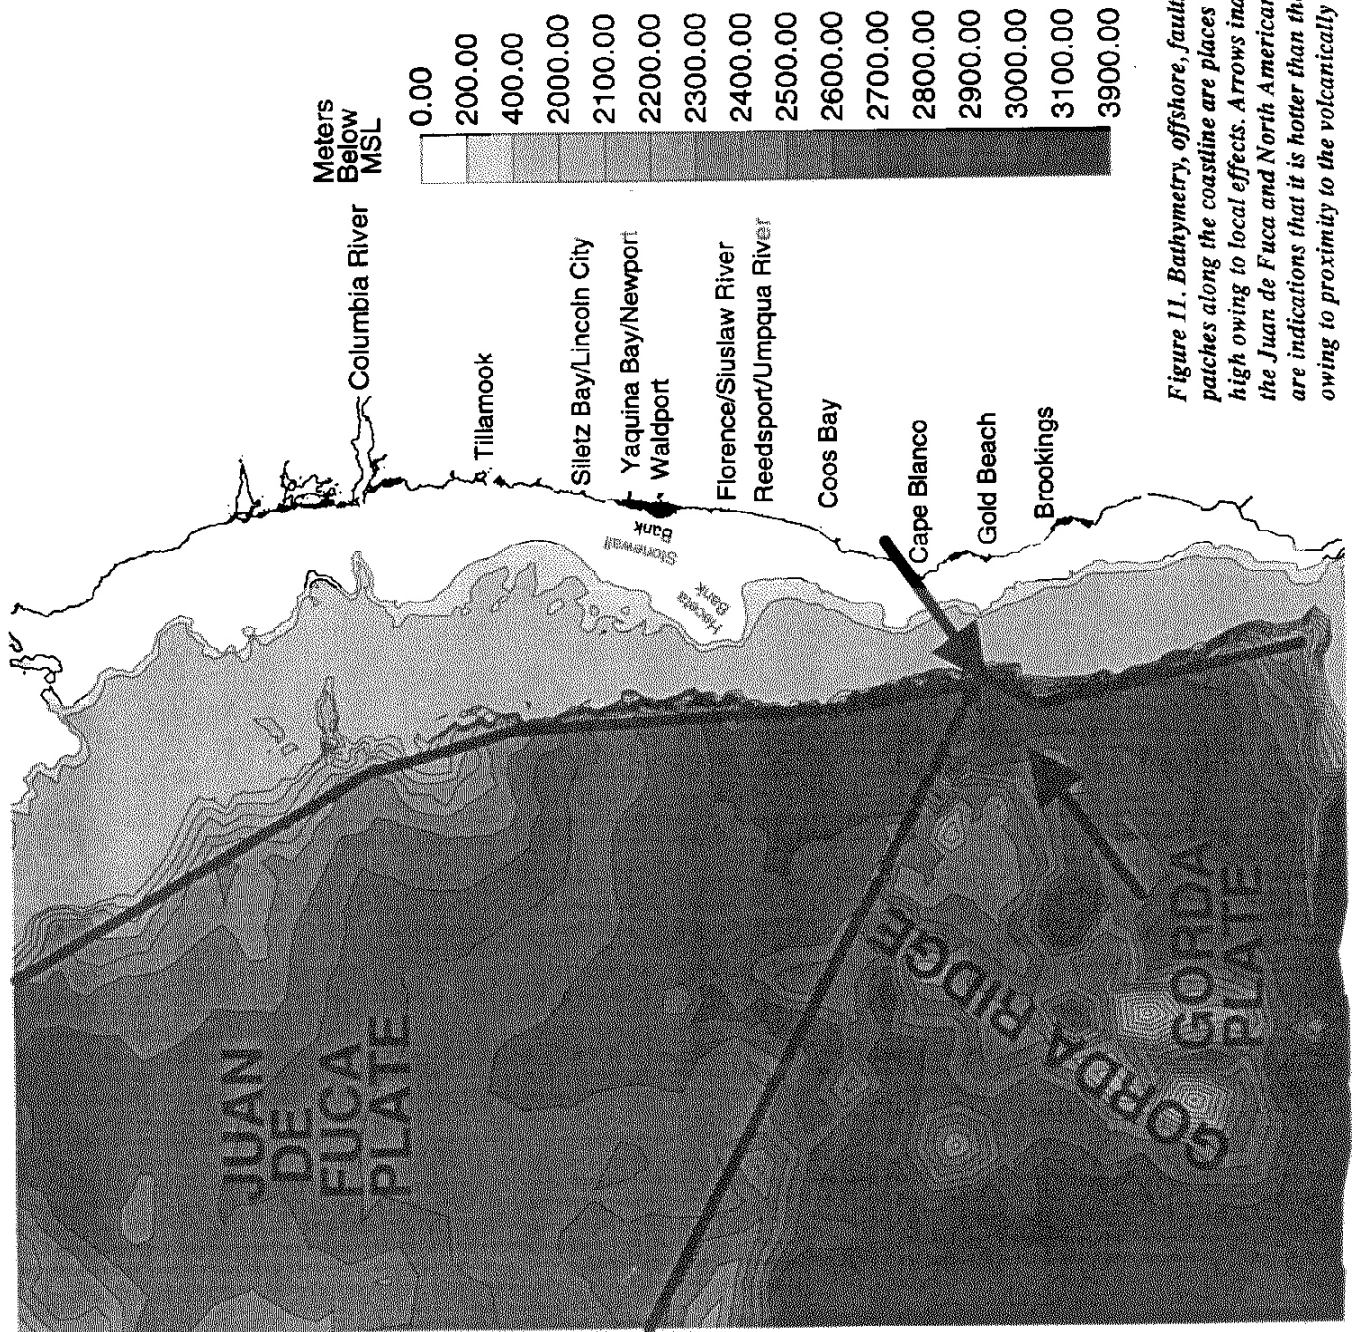 Meters
Below
MSL
0.00
200.00
400.00
2000.00
2100.00
2200.00
2300.00
2400.00
2500.00
2600.00
2700.00
2800.00
2900.00
3000.00
3100.00
3900.00
Columbia River
Tillamook
Siletz Bay/Lincoln City
Yaquina Bay/Newport
Waldport
Florence/Siuslaw River
Reedsport/Umpqua River
Coos Bay
Cape Blanco
Gold Beach
Brookings
Stonewall
Bank
Heceta
Bank
JUAN
DE
FUCA
PLATE
GORDA RIDGE
GORDA
PLATE
Figure 11. Bathymetry, offshore, fault
patches along the coastline are places
high owing to local effects. Arrows
the Juan de Fuca and North American
are indications that it is hotter than
owing to proximity to the volcanically